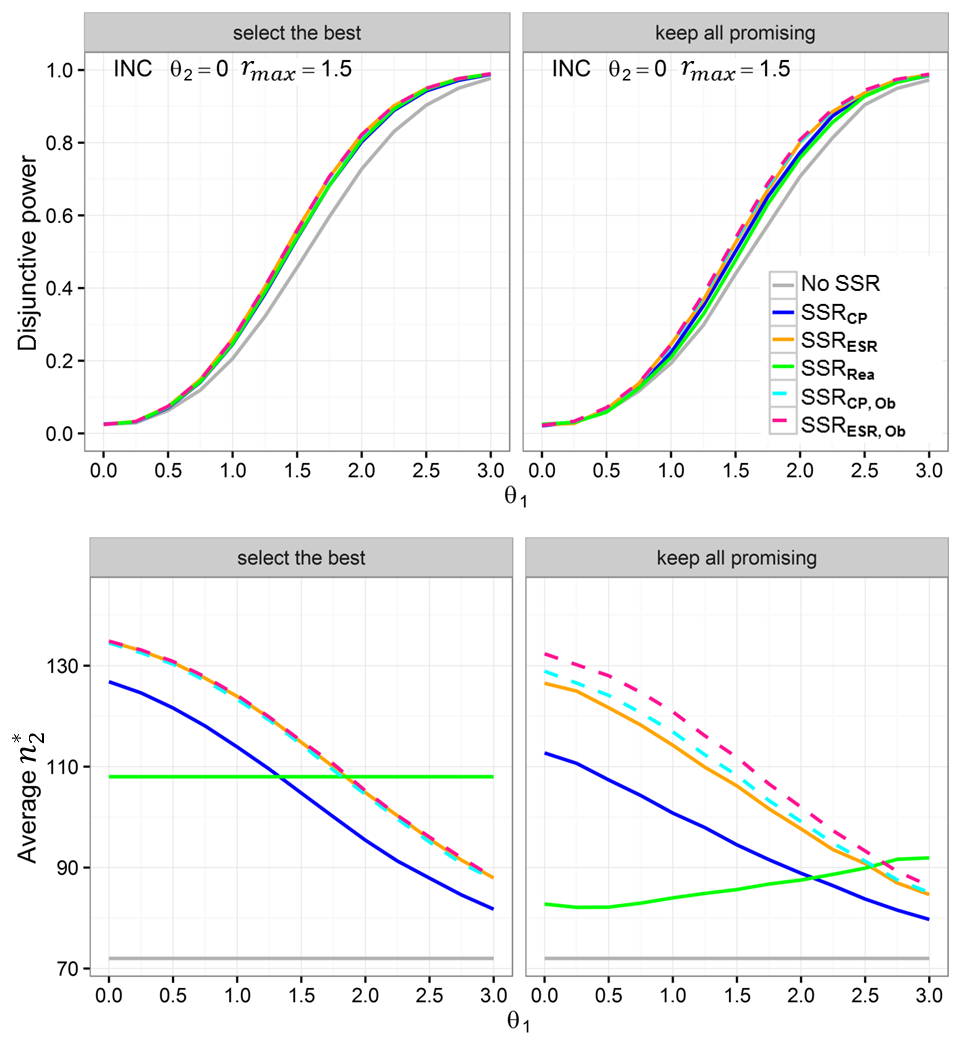 select the best
keep all promising
INC θ2 = 0 rmax = 1.5
INC θ2 = 0 rmax = 1.5
Disjunctive power
1.0
0.8
0.6
0.4
0.2
0.0
No SSR
SSRCP
SSRESR
SSRRea
SSRCP, Ob
SSRESR, Ob
0.0 0.5 1.0 1.5 2.0 2.5 3.0
0.0 0.5 1.0 1.5 2.0 2.5 3.0
θ1
select the best
keep all promising
Average n2*
130
110
90
70
0.0 0.5 1.0 1.5 2.0 2.5 3.0
0.0 0.5 1.0 1.5 2.0 2.5 3.0
θ1